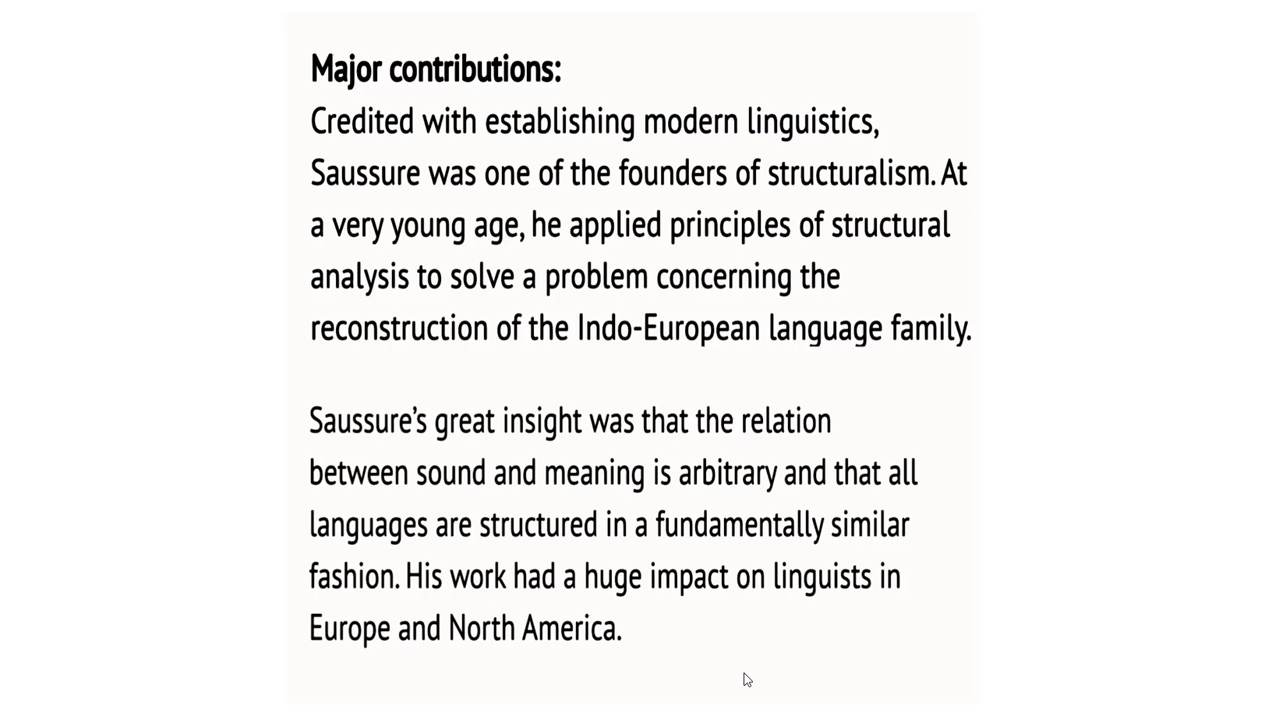 Major contributions:
Credited with establishing modern linguistics,
Saussure was one of the founders of structuralism. At
a very young age, he applied principles of structural
analysis to solve a problem concerning the
reconstruction of the Indo-European language family.
Saussure’s great insight was that the relation
between sound and meaning is arbitrary and that all
languages are structured in a fundamentally similar
fashion. His work had a huge impact on linguists in
Europe and North America.